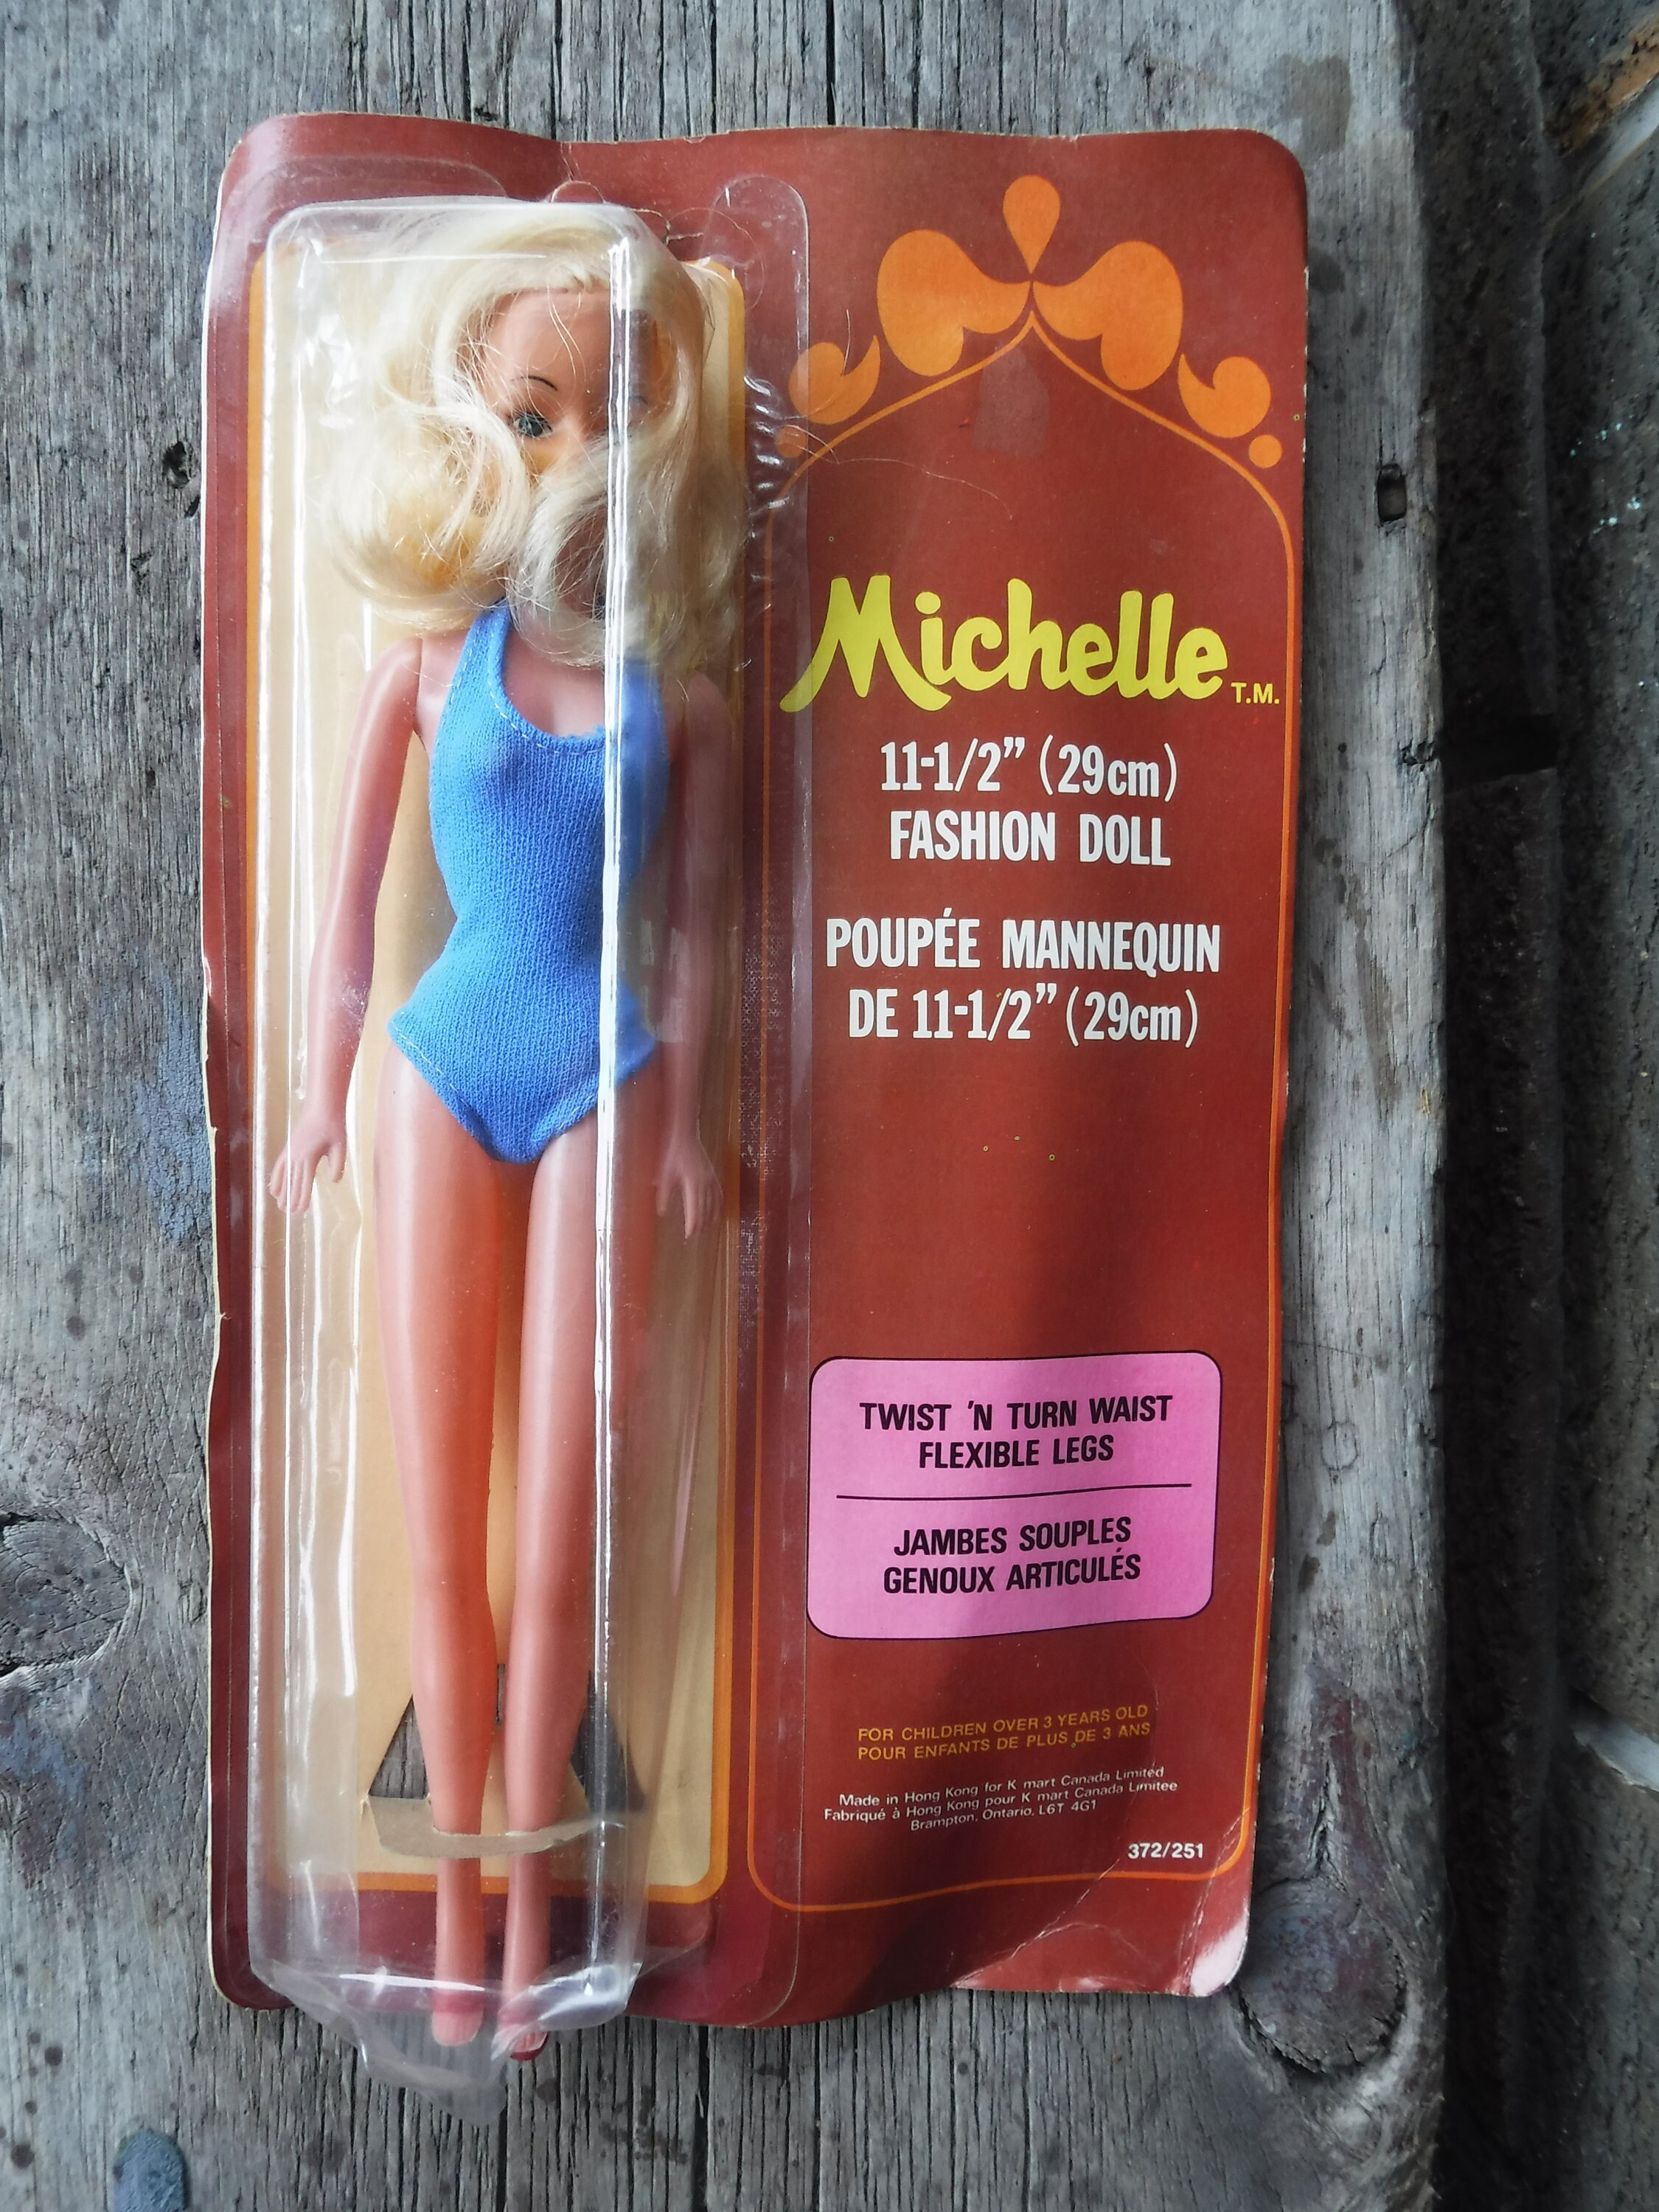 Michelle T.M.
11-1/2" (29cm)
FASHION DOLL
POUPÉE MANNEQUIN
DE 11-1/2" (29cm)
TWIST 'N TURN WAIST
FLEXIBLE LEGS
JAMBES SOUPLES
GENOUX ARTICULÉS
FOR CHILDREN OVER 3 YEARS OLD
POUR ENFANTS DE PLUS DE 3 ANS
Made in Hong Kong for K mart Canada Limited
Fabriqué à Hong Kong pour K mart Canada Limitee
Brampton, Ontario, L6T 4G1
372/251